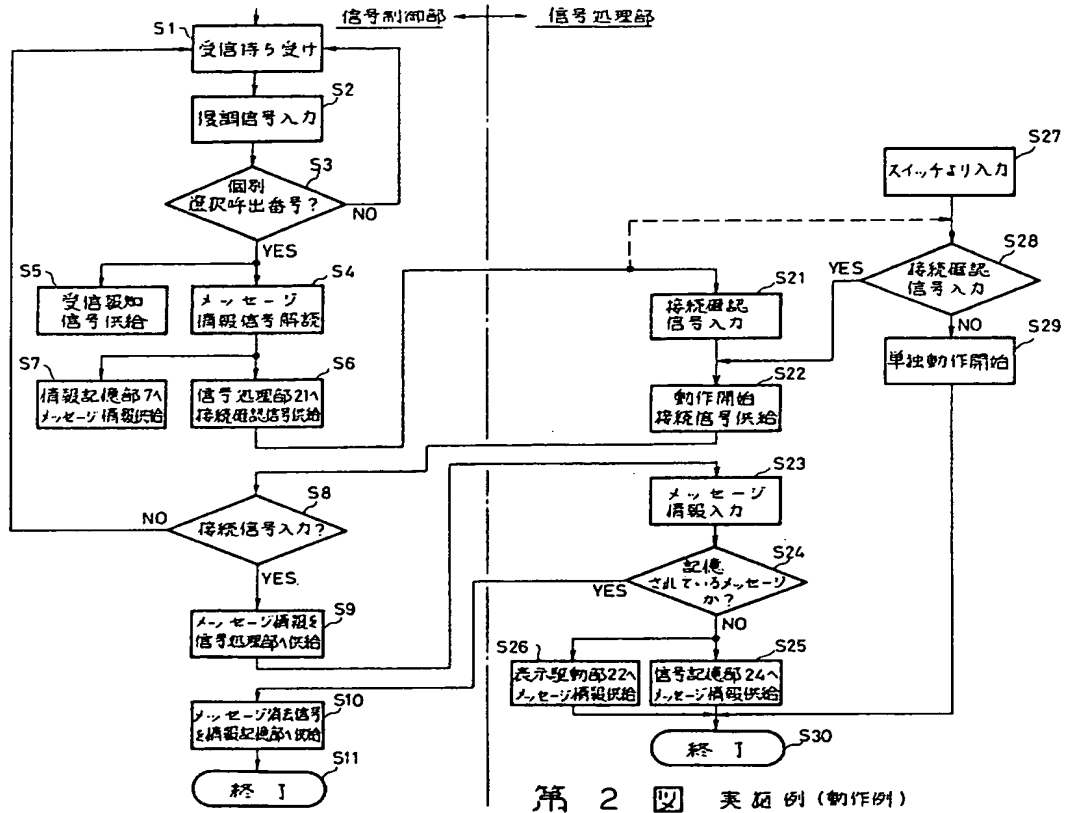 信号制御部
信号処理部
S1
受信待ち受け
S2
復調信号入力
S3
個別
選択呼出番号?
NO
YES
S5
受信報知
信号供給
S4
メッセージ
情報信号解読
S7
情報記憶部7へ
メッセージ情報供給
S6
信号処理部21へ
接続確認信号供給
S8
接続信号入力?
NO
YES
S9
メッセージ情報を
信号処理部へ供給
S10
メッセージ消去信号
を情報記憶部へ供給
S11
終了
S21
接続確認
信号入力
S22
動作開始
接続信号供給
S23
メッセージ
情報入力
S24
記憶
されているメッセージ
か?
YES
NO
S26
表示駆動部22へ
メッセージ情報供給
S25
信号記憶部24へ
メッセージ情報供給
S27
スイッチより入力
S28
接続確認
信号入力
YES
NO
S29
単独動作開始
S30
終了
第2図 実施例(動作例)